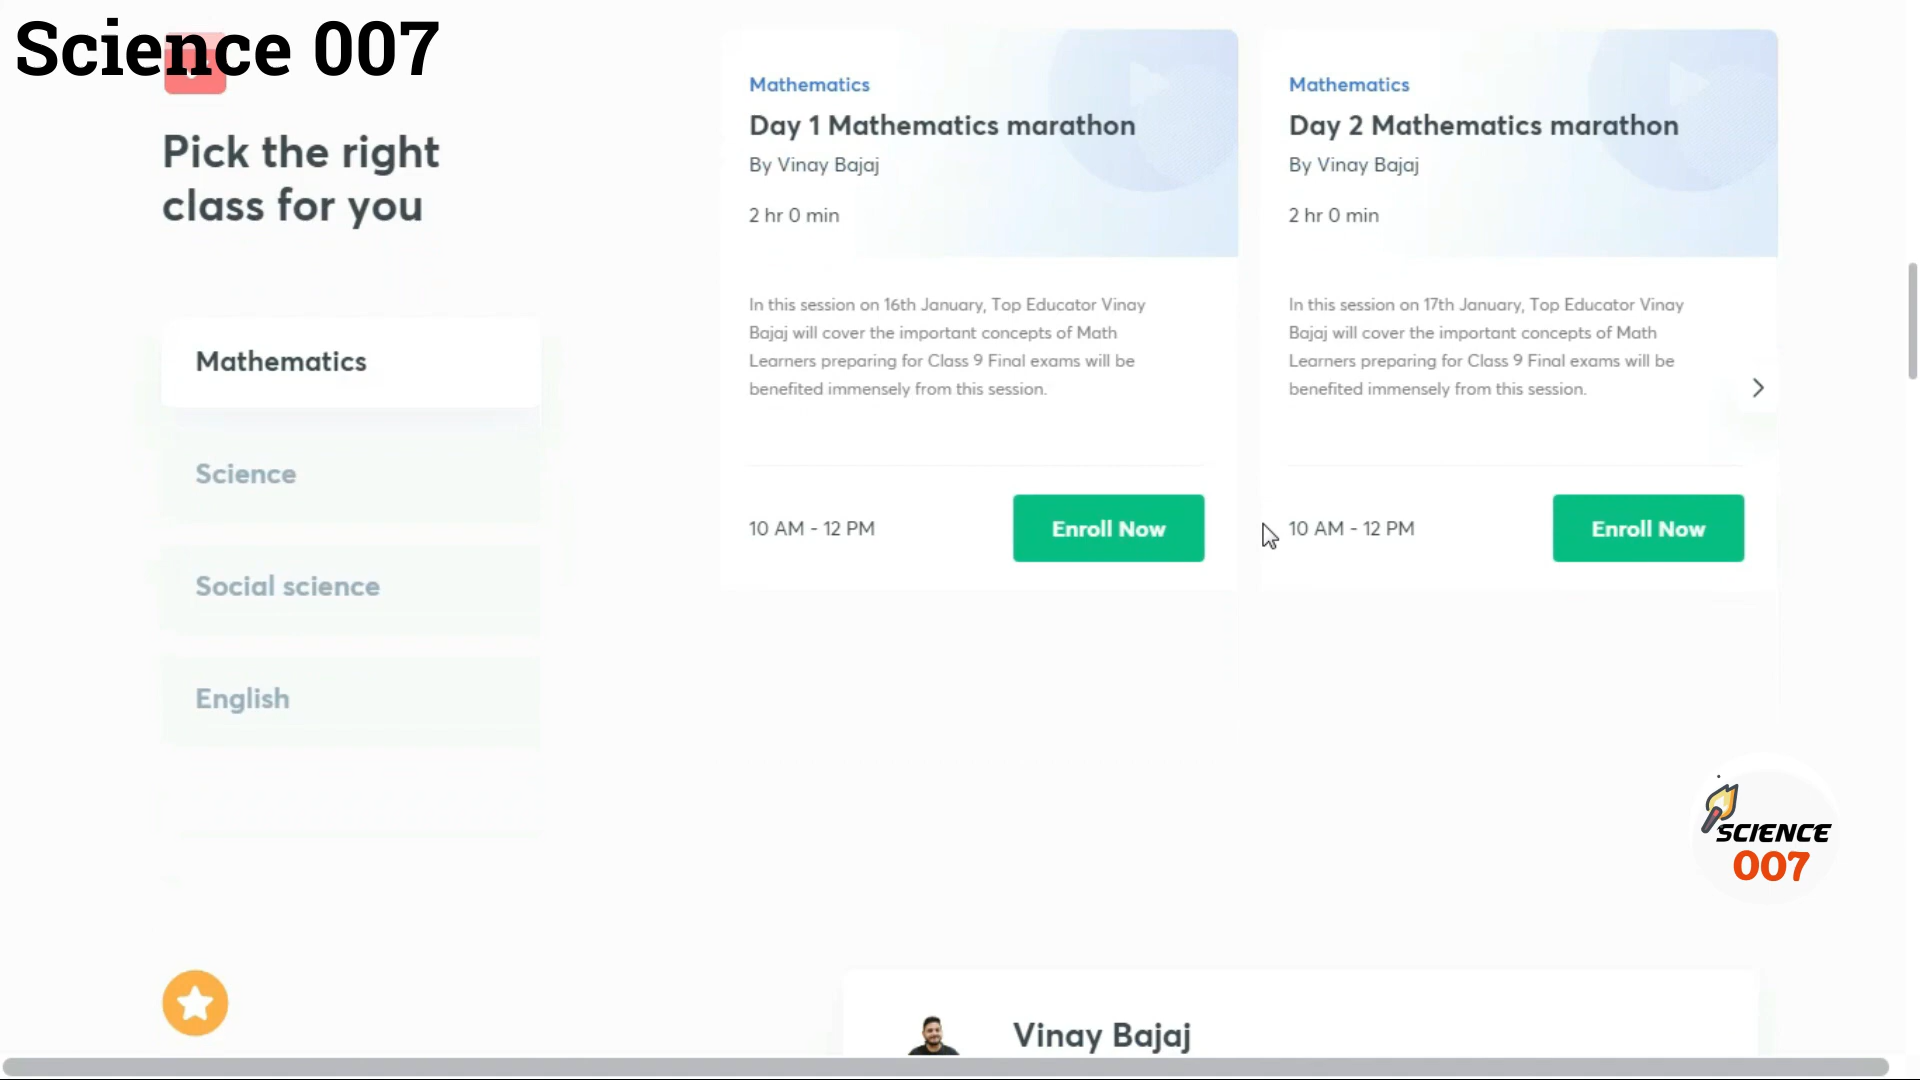 Science 007
Pick the right
class for you
Mathematics
Science
Social science
English
Mathematics
Day 1 Mathematics marathon
By Vinay Bajaj
2 hr 0 min
In this session on 16th January, Top Educator Vinay
Bajaj will cover the important concepts of Math
Learners preparing for Class 9 Final exams will be
benefited immensely from this session.
10 AM - 12 PM
Enroll Now
Mathematics
Day 2 Mathematics marathon
By Vinay Bajaj
2 hr 0 min
In this session on 17th January, Top Educator Vinay
Bajaj will cover the important concepts of Math
Learners preparing for Class 9 Final exams will be
benefited immensely from this session.
10 AM - 12 PM
Enroll Now
SCIENCE
007
Vinay Bajaj